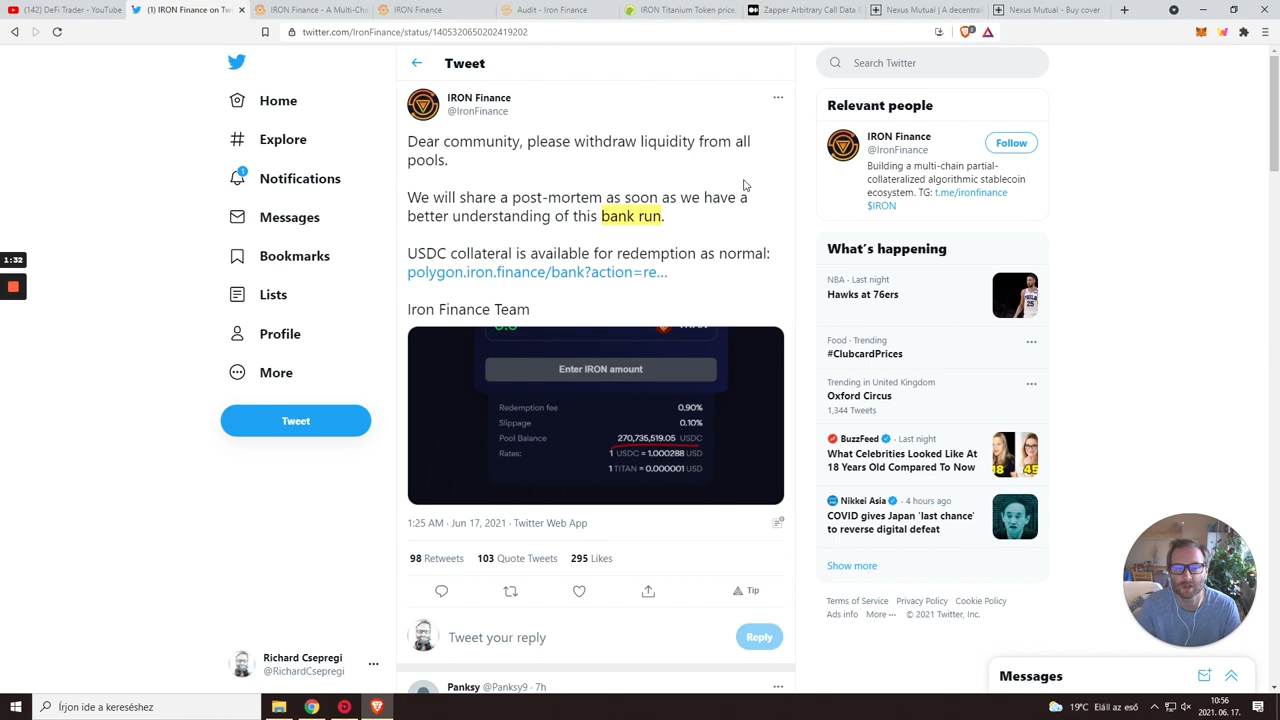 (142) DeFi Trader - YouTube
(1) IRON Finance on Tw
IRON Finance - A Multi-Cha
IRON Finance
Audit - Iron Finance
IRON Titanium Token price,
Zapper Arbitrary Call Data B
Nexus Mutual | A decentral
Nexus Mutual - Buy cover
twitter.com/IronFinance/status/1405320650202419202
Home
Explore
1
Notifications
Messages
Bookmarks
Lists
Profile
More
Tweet
1:32
Richard Csepregi
@RichardCsepregi
Tweet
IRON Finance
@IronFinance
Dear community, please withdraw liquidity from all
pools.
We will share a post-mortem as soon as we have a
better understanding of this bank run.
USDC collateral is available for redemption as normal:
polygon.iron.finance/bank?action=re...
Iron Finance Team
Enter IRON amount
Redemption fee 0.90%
Slippage 0.10%
Pool Balance 270,735,519.05 USDC
Rates: 1 USDC = 1.000288 USD
1 TITAN = 0.000001 USD
1:25 AM · Jun 17, 2021 · Twitter Web App
98 Retweets 103 Quote Tweets 295 Likes
Tip
Tweet your reply
Reply
Panksy @Panksy9 · 7h
Search Twitter
Relevant people
IRON Finance
@IronFinance
Follow
Building a multi-chain partial-
collateralized algorithmic stablecoin
ecosystem. TG: t.me/ironfinance
$IRON
What's happening
NBA · Last night
Hawks at 76ers
Food · Trending
#ClubcardPrices
Trending in United Kingdom
Oxford Circus
1,344 Tweets
BuzzFeed · Last night
What Celebrities Looked Like At
18 Years Old Compared To Now
18 45
Nikkei Asia · 4 hours ago
COVID gives Japan 'last chance'
to reverse digital defeat
Show more
Terms of Service Privacy Policy Cookie Policy
Ads info More ··· © 2021 Twitter, Inc.
Messages
Írjon ide a kereséshez
19°C Eláll az eső
10:56
2021. 06. 17.